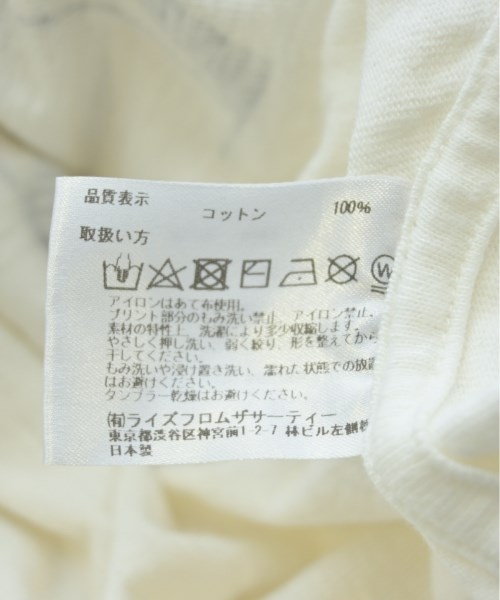 品質表示
コットン 100%
取扱い方
W
アイロンはあて布使用。
プリント部分のもみ洗い禁止、アイロン禁止。
素材の特性上、洗濯により多少収縮します。
やさしく押し洗い、弱く絞り、形を整えてから
干してください。
もみ洗いや浸け置き洗い、濡れた状態での放置
はお避けください。
タンブラー乾燥はお避けください。
(有)ライズフロムザサーティー
東京都渋谷区神宮前1-2-7 林ビル左側
日本製